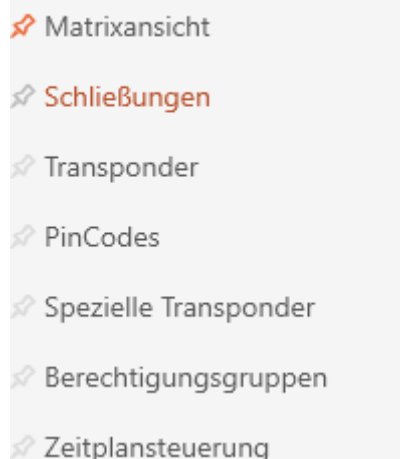 Matrixansicht
Schließungen
Transponder
PinCodes
Spezielle Transponder
Berechtigungsgruppen
Zeitplansteuerung